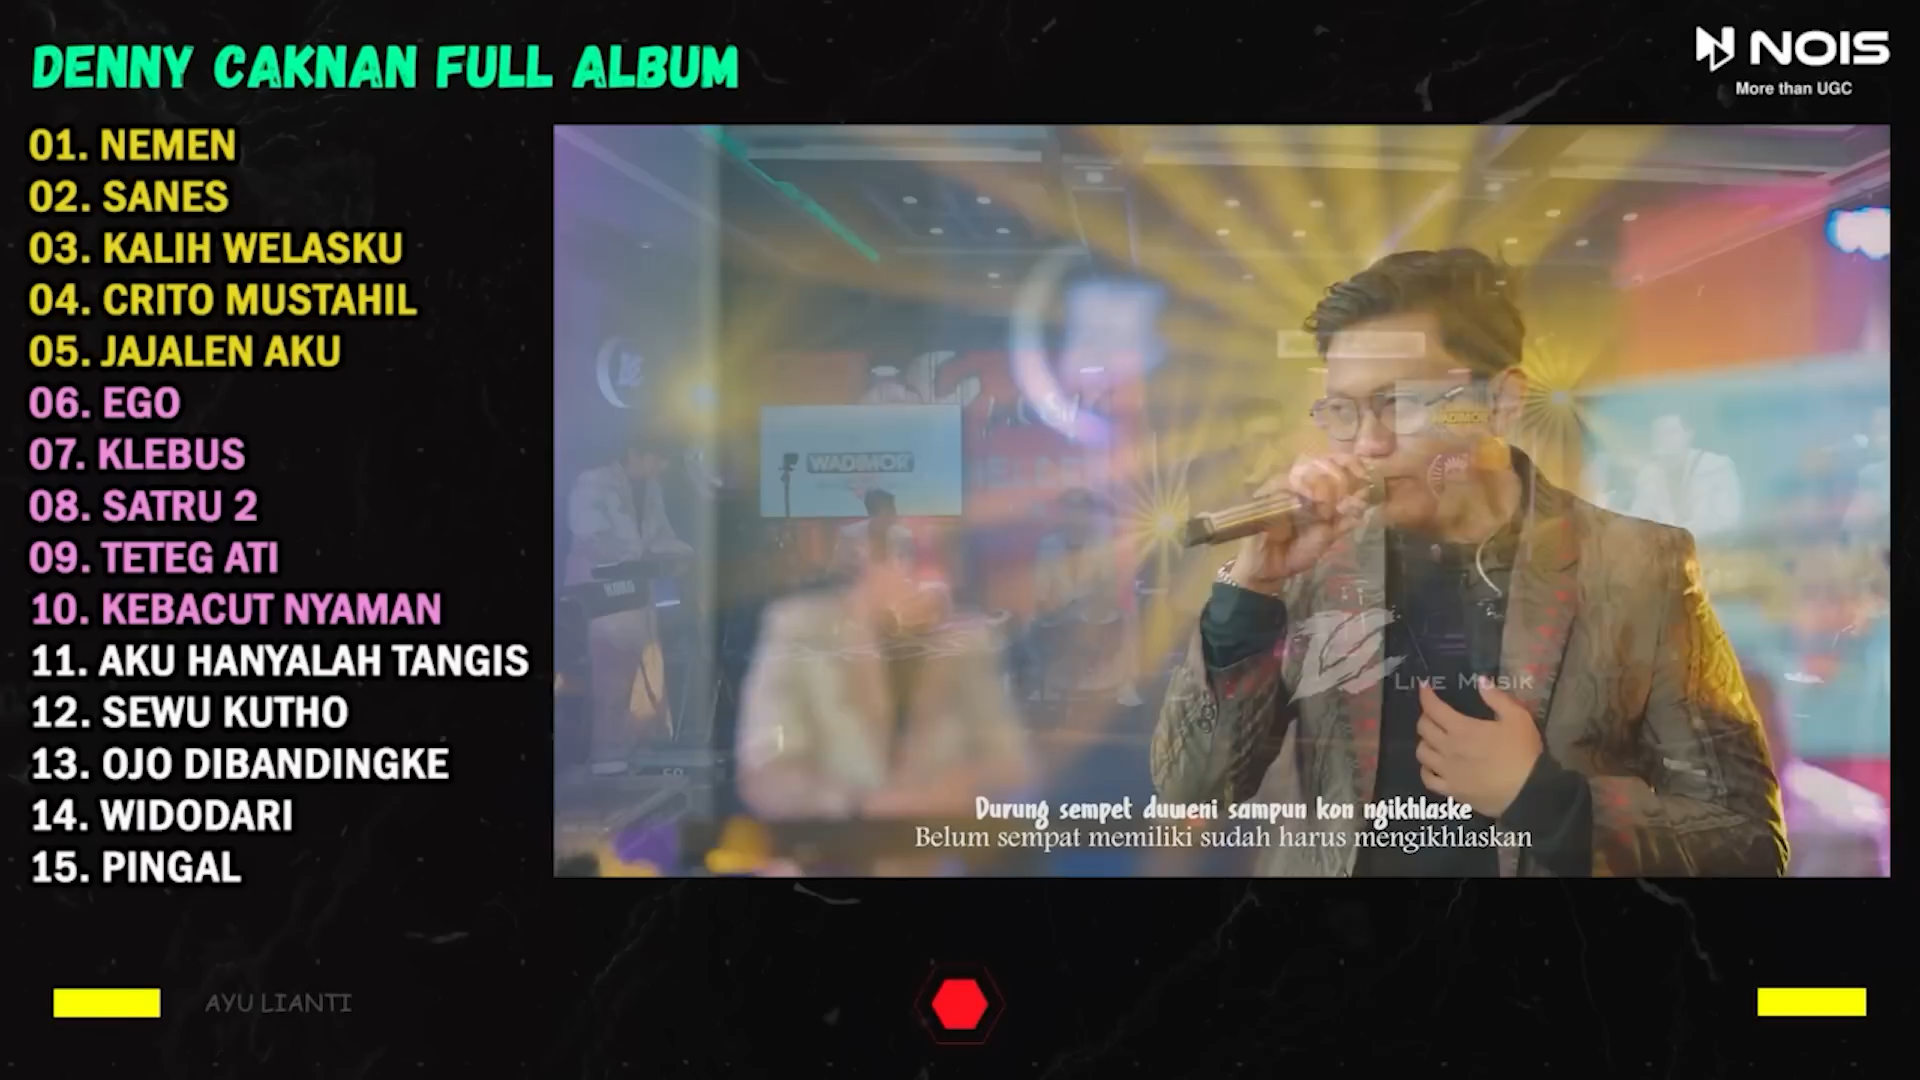 DENNY CAKNAN FULL ALBUM
NOIS
More than UGC
01. NEMEN
02. SANES
03. KALIH WELASKU
04. CRITO MUSTAHIL
05. JAJALEN AKU
06. EGO
07. KLEBUS
08. SATRU 2
09. TETEG ATI
10. KEBACUT NYAMAN
11. AKU HANYALAH TANGIS
12. SEWU KUTHO
13. OJO DIBANDINGKE
14. WIDODARI
15. PINGAL
WADIMOR
KORG
LIVE MUSIK
Durung sempet duweni sampun kon ngikhlaske
Belum sempat memiliki sudah harus mengikhlaskan
AYU LIANTI